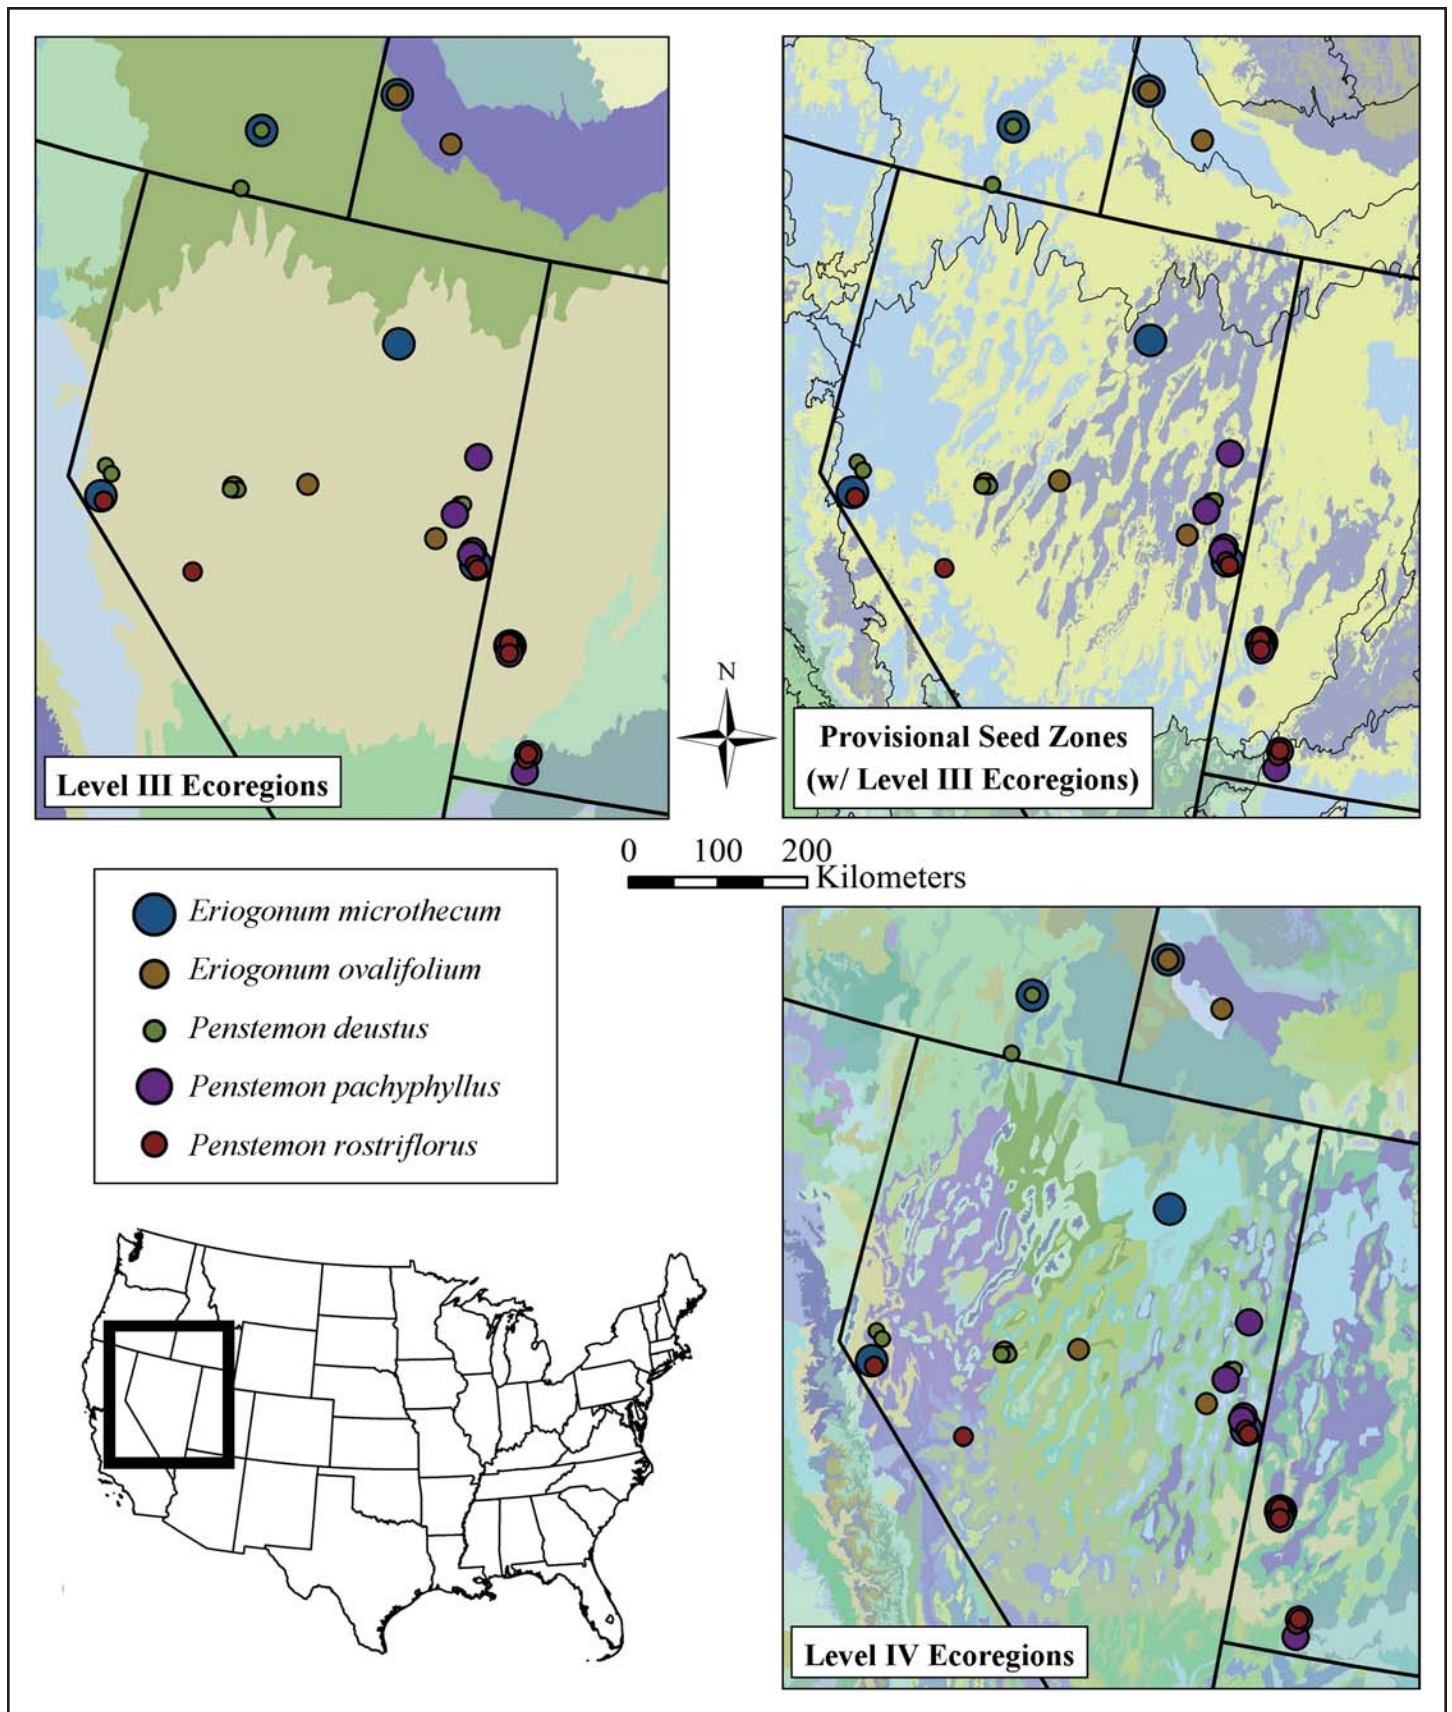 Level III Ecoregions
N
Provisional Seed Zones
(w/ Level III Ecoregions)
0 100 200
Kilometers
Eriogonum microthecum
Eriogonum ovalifolium
Penstemon deustus
Penstemon pachyphyllus
Penstemon rostriflorus
Level IV Ecoregions